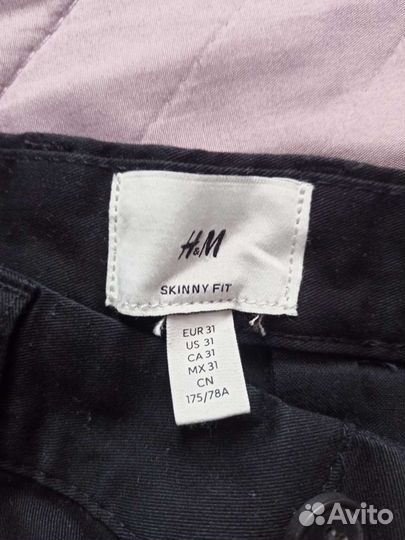 H&M
SKINNY FIT
EUR 31
US 31
CA 31
MX 31
CN
175/78A
Avito